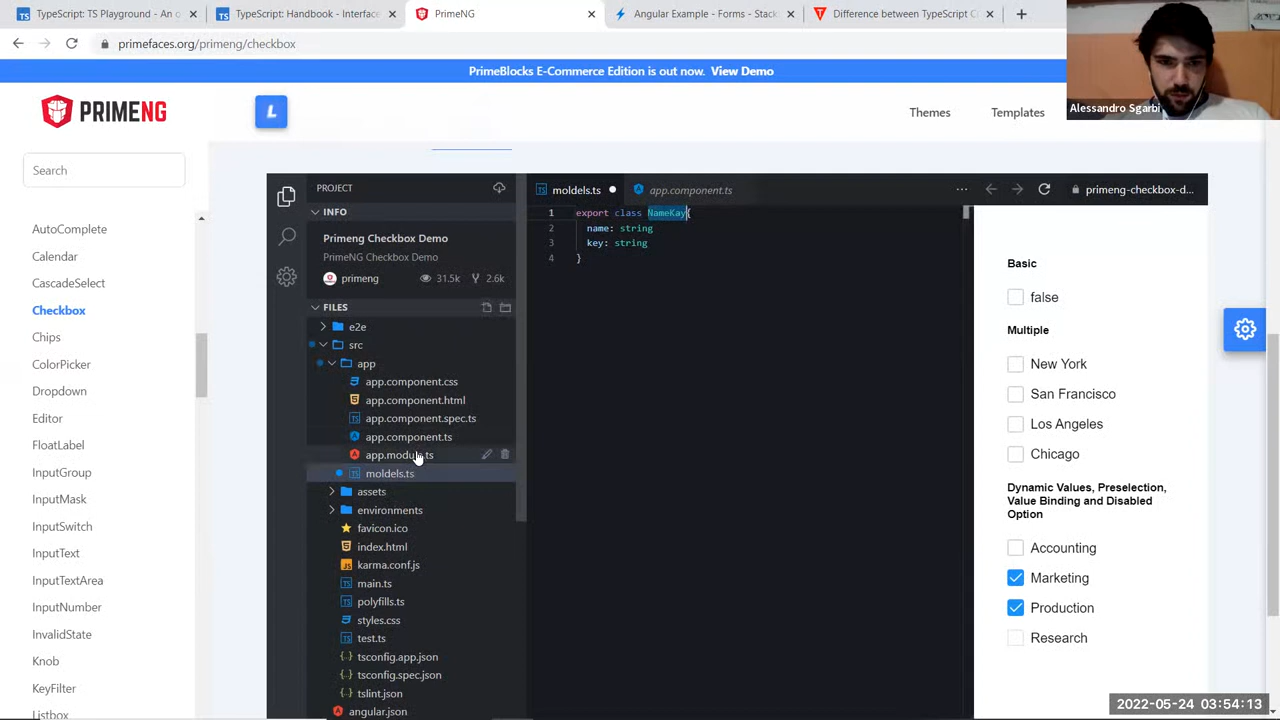 TypeScript: TS Playground - An o
TypeScript: Handbook - Interfac
PrimeNG
Angular Example - Forms - Stack
Difference between TypeScript C
primefaces.org/primeng/checkbox
PrimeBlocks E-Commerce Edition is out now. View Demo
PRIMENG
L
Themes
Templates
Alessandro Sgarbi
Search
AutoComplete
Calendar
CascadeSelect
Checkbox
Chips
ColorPicker
Dropdown
Editor
FloatLabel
InputGroup
InputMask
InputSwitch
InputText
InputTextArea
InputNumber
InvalidState
Knob
KeyFilter
Listbox
PROJECT
INFO
Primeng Checkbox Demo
PrimeNG Checkbox Demo
primeng 31.5k 2.6k
FILES
e2e
src
app
app.component.css
app.component.html
app.component.spec.ts
app.component.ts
app.module.ts
moldels.ts
assets
environments
favicon.ico
index.html
karma.conf.js
main.ts
polyfills.ts
styles.css
test.ts
tsconfig.app.json
tsconfig.spec.json
tslint.json
angular.json
moldels.ts
app.component.ts
primeng-checkbox-d...
1 export class NameKay{
2 name: string
3 key: string
4 }
Basic
false
Multiple
New York
San Francisco
Los Angeles
Chicago
Dynamic Values, Preselection,
Value Binding and Disabled
Option
Accounting
Marketing
Production
Research
2022-05-24 03:54:13